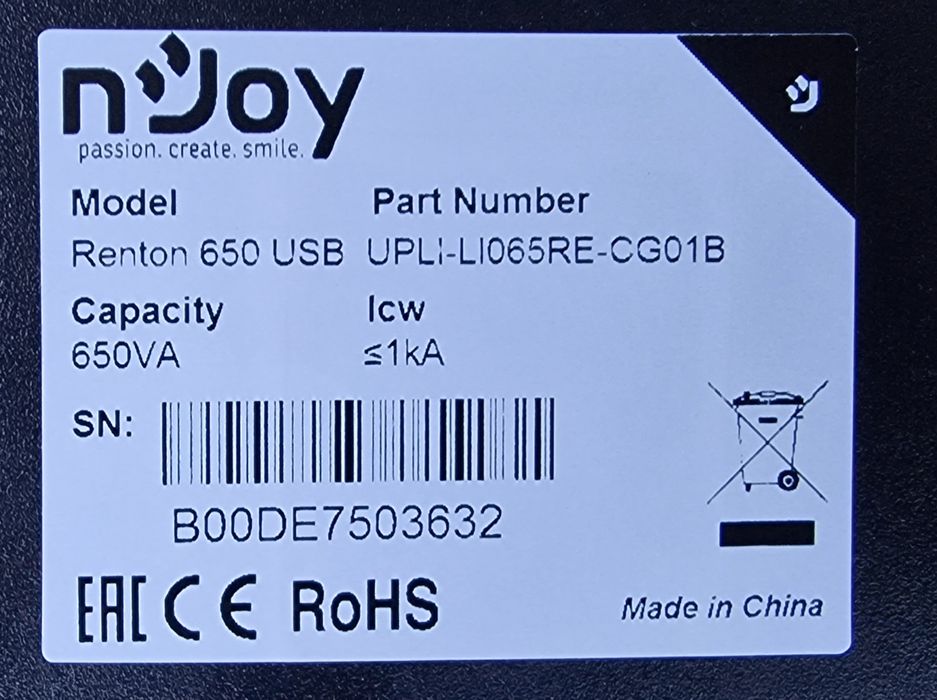 nJoy
passion. create. smile.
Model Part Number
Renton 650 USB UPLI-LI065RE-CG01B
Capacity Icw
650VA ≤1kA
SN:
B00DE7503632
EAC CE RoHS
Made in China